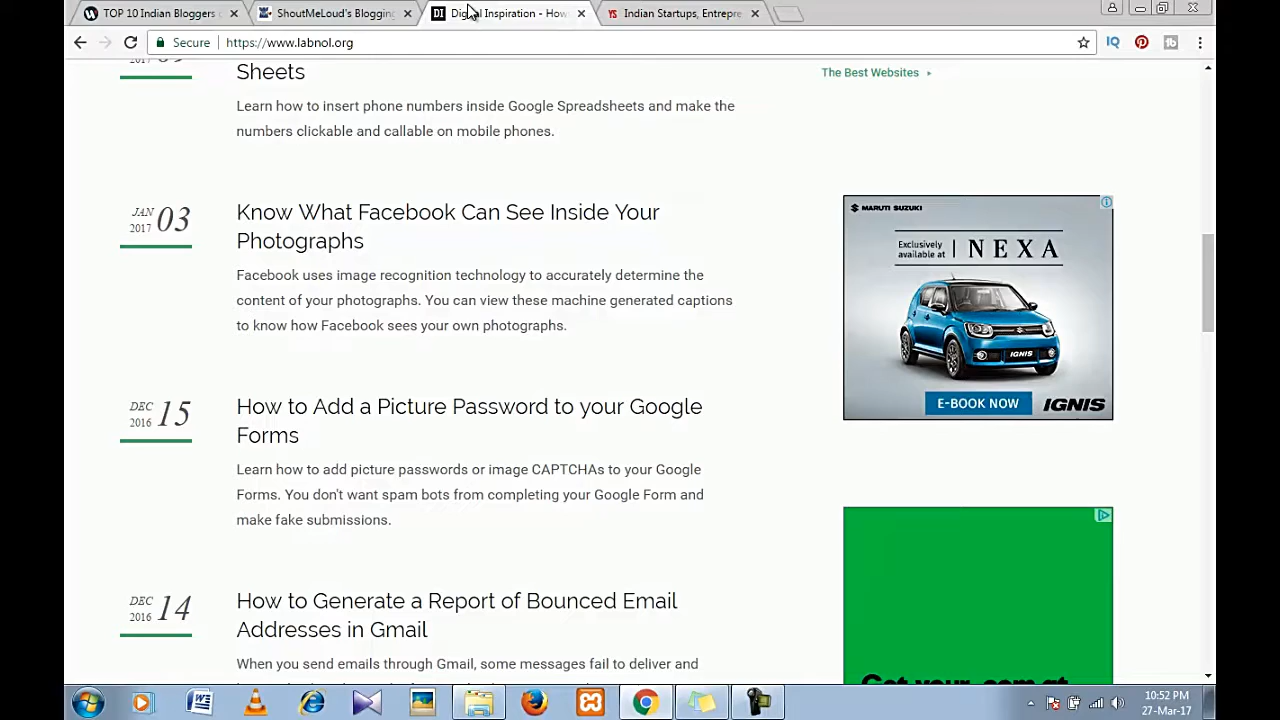 TOP 10 Indian Bloggers
ShoutMeLoud's Blogging
DI
Digital Inspiration - How
YS
Indian Startups, Entrepre
Secure
https://www.labnol.org
IQ
2017
Sheets
Learn how to insert phone numbers inside Google Spreadsheets and make the
numbers clickable and callable on mobile phones.
The Best Websites ▸
JAN
2017
03
Know What Facebook Can See Inside Your
Photographs
Facebook uses image recognition technology to accurately determine the
content of your photographs. You can view these machine generated captions
to know how Facebook sees your own photographs.
MARUTI SUZUKI
Exclusively
available at
NEXA
IGNIS
E-BOOK NOW
IGNIS
DEC
2016
15
How to Add a Picture Password to your Google
Forms
Learn how to add picture passwords or image CAPTCHAs to your Google
Forms. You don't want spam bots from completing your Google Form and
make fake submissions.
DEC
2016
14
How to Generate a Report of Bounced Email
Addresses in Gmail
When you send emails through Gmail, some messages fail to deliver and
Get your .com at
10:52 PM
27-Mar-17